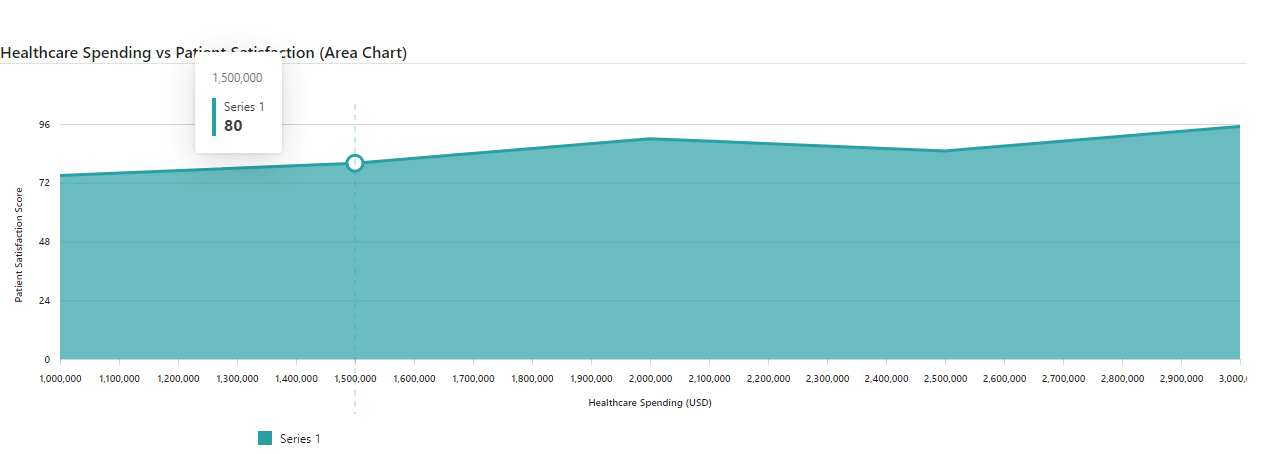 Healthcare Spending vs Patient Satisfaction (Area Chart)
1,500,000
Series 1
80
96
72
48
24
0
Patient Satisfaction Score
1,000,000 1,100,000 1,200,000 1,300,000 1,400,000 1,500,000 1,600,000 1,700,000 1,800,000 1,900,000 2,000,000 2,100,000 2,200,000 2,300,000 2,400,000 2,500,000 2,600,000 2,700,000 2,800,000 2,900,000 3,000,(
Healthcare Spending (USD)
Series 1